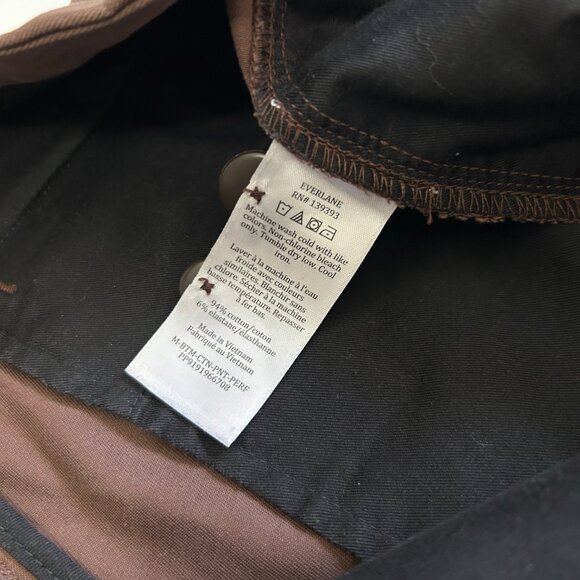 EVERLANE
RN# 139393
Machine wash cold with like
colors. Non-chlorine bleach
only. Tumble dry low. Cool
iron.
Laver à la machine à l'eau
froide avec couleurs
similaires. Blanchir sans
chlore. Sécher à la machine
basse température. Repasser
à fer bas.
94% cotton/coton
6% elastane/élasthanne
Made in Vietnam
Fabriqué au Vietnam
M-BTM-CTN-PNT-PERF
PP9191966708